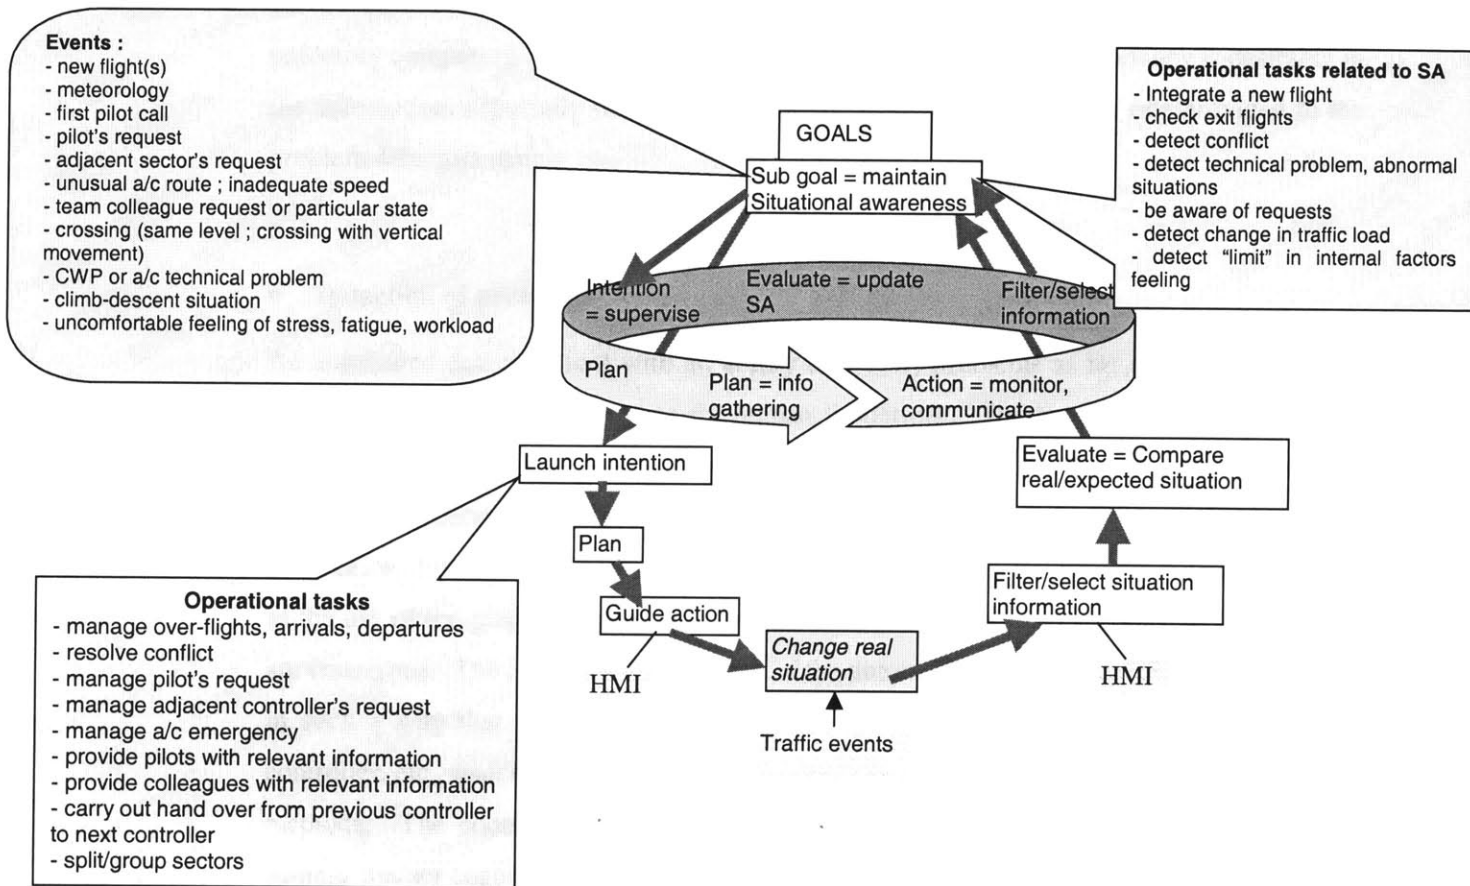 Events :
- new flight(s)
- meteorology
- first pilot call
- pilot's request
- adjacent sector's request
- unusual a/c route ; inadequate speed
- team colleague request or particular state
- crossing (same level ; crossing with vertical
movement)
- CWP or a/c technical problem
- climb-descent situation
- uncomfortable feeling of stress, fatigue, workload
GOALS
Sub goal = maintain
Situational awareness
Operational tasks related to SA
- Integrate a new flight
- check exit flights
- detect conflict
- detect technical problem, abnormal
situations
- be aware of requests
- detect change in traffic load
- detect “limit” in internal factors
feeling
Intention
= supervise
Evaluate = update
SA
Filter/select
information
Plan
Plan = info
gathering
Action = monitor,
communicate
Launch intention
Plan
Guide action
HMI
Change real
situation
Traffic events
Filter/select situation
information
HMI
Evaluate = Compare
real/expected situation
Operational tasks
- manage over-flights, arrivals, departures
- resolve conflict
- manage pilot's request
- manage adjacent controller's request
- manage a/c emergency
- provide pilots with relevant information
- provide colleagues with relevant information
- carry out hand over from previous controller
to next controller
- split/group sectors